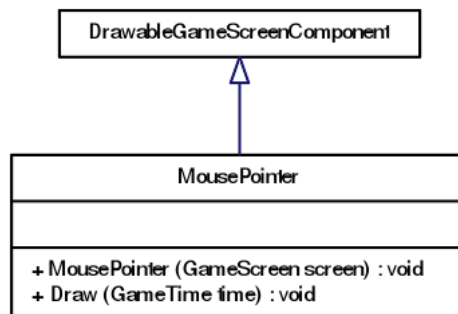 DrawableGameScreenComponent
MousePointer
+ MousePointer (GameScreen screen) : void
+ Draw (GameTime time) : void